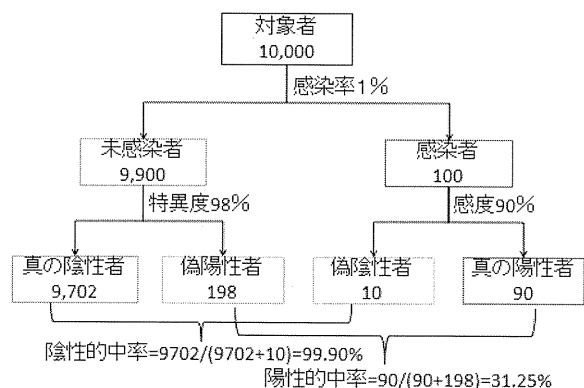 対象者
10,000
感染率1%
未感染者
9,900
感染者
100
特異度98%
感度90%
真の陰性者
9,702
偽陽性者
198
偽陰性者
10
真の陽性者
90
陰性的中率=9702/(9702+10)=99.90%
陽性的中率=90/(90+198)=31.25%